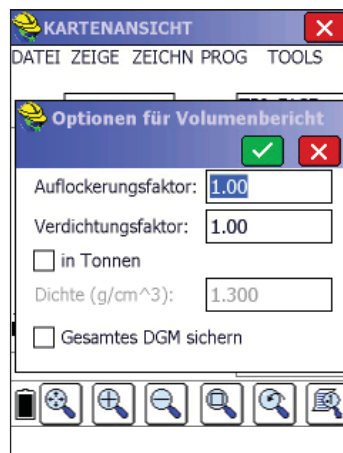 KARTENANSICHT
DATEI ZEIGE ZEICHN PROG TOOLS
Optionen für Volumenbericht
Auflockerungsfaktor: 1.00
Verdichtungsfaktor: 1.00
in Tonnen
Dichte (g/cm^3): 1.300
Gesamtes DGM sichern